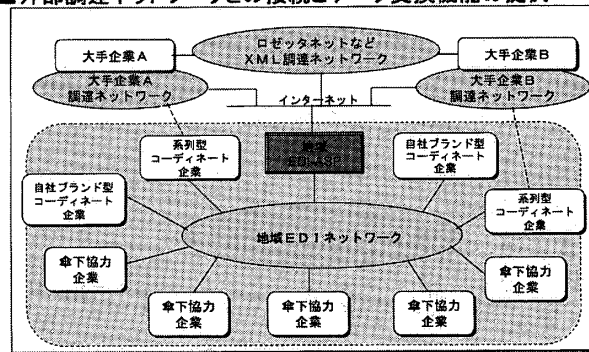 ■外部調達ネットワークとの接続とデータ交換機能の提供
ロゼッタネットなど
XML調達ネットワーク
大手企業A
大手企業B
大手企業A
調達ネットワーク
大手企業B
調達ネットワーク
インターネット
地域
EDI-ASP
系列型
コーディネート
企業
自社ブランド型
コーディネート
企業
自社ブランド型
コーディネート
企業
系列型
コーディネート
企業
地域EDIネットワーク
傘下協力
企業
傘下協力
企業
傘下協力
企業
傘下協力
企業
傘下協力
企業